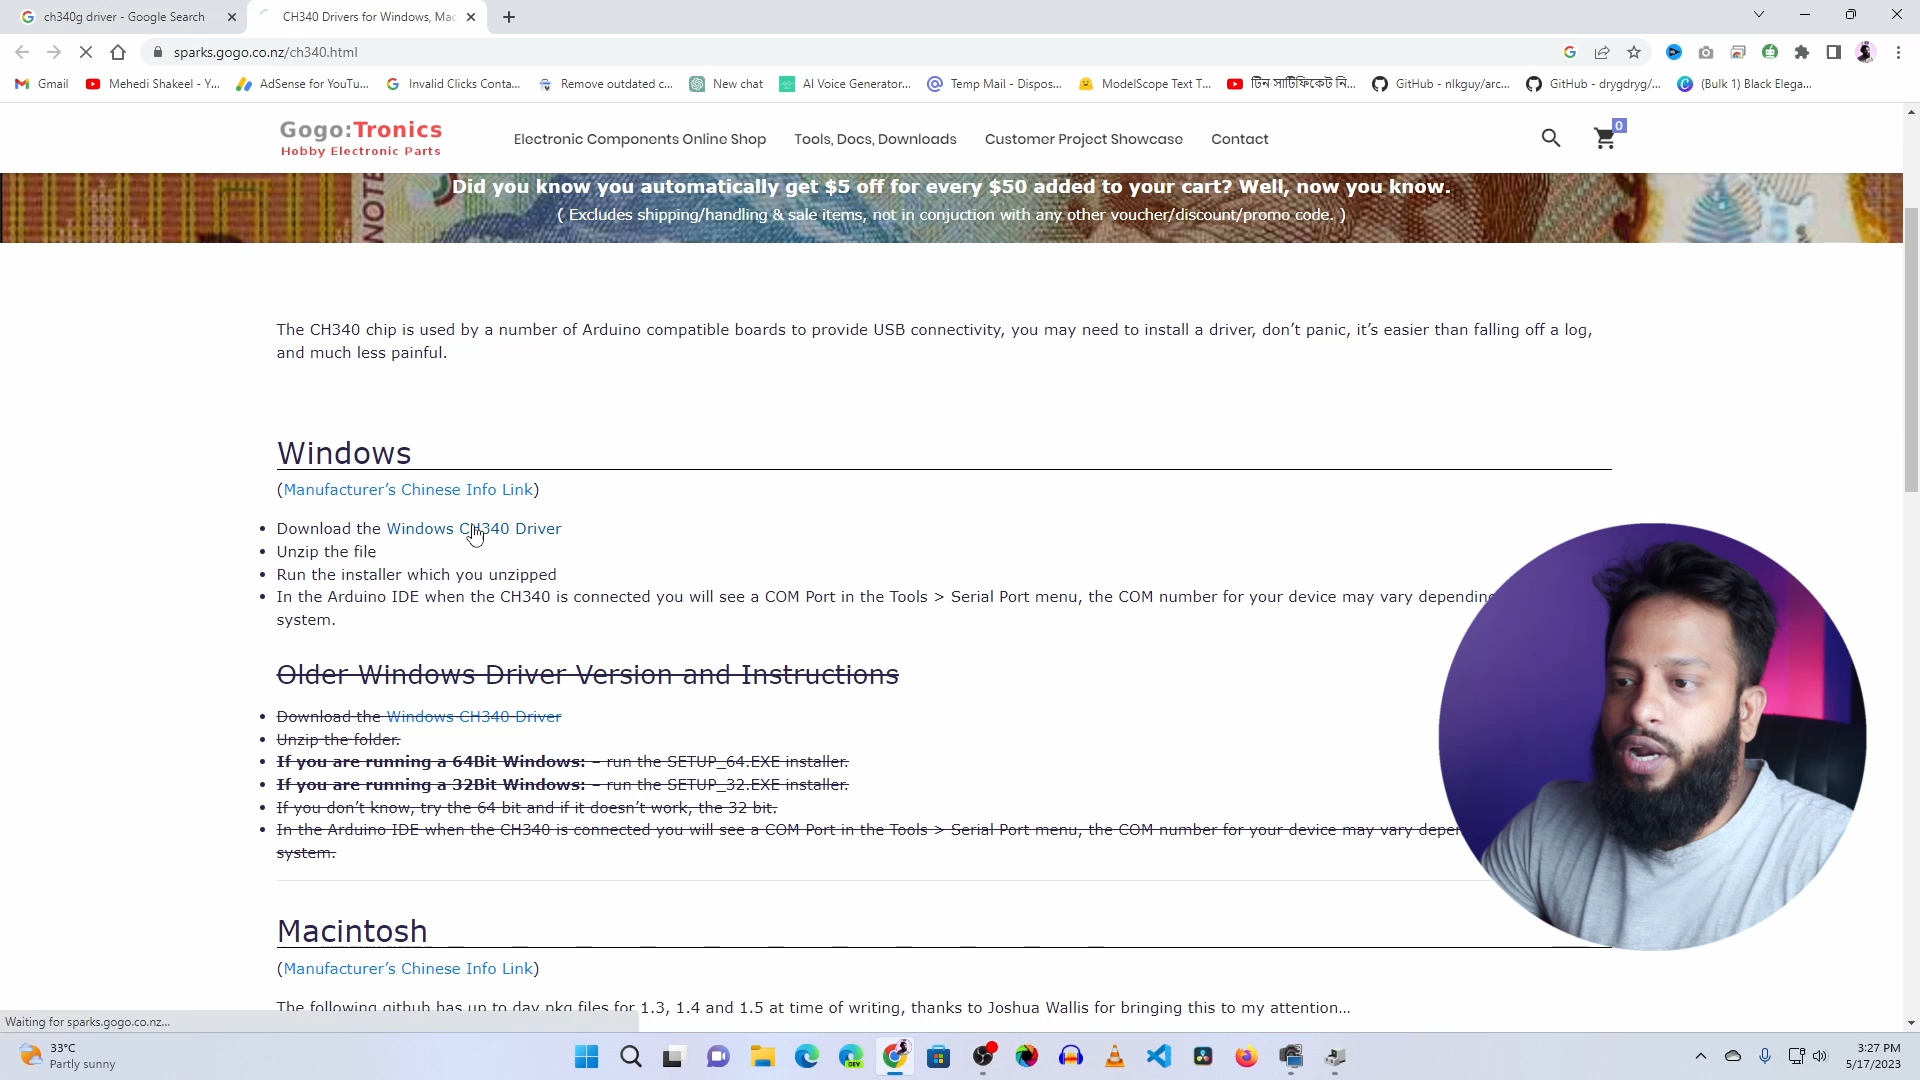 ch340g driver - Google Search
CH340 Drivers for Windows, Mac
sparks.gogo.co.nz/ch340.html
Gmail
Mehedi Shakeel - Y...
AdSense for YouTu...
Invalid Clicks Conta...
Remove outdated c...
New chat
AI Voice Generator...
Temp Mail - Dispos...
ModelScope Text T...
টিন সার্টিফিকেট নি...
GitHub - nlkguy/arc...
GitHub - drygdryg/...
(Bulk 1) Black Elega...
Gogo:Tronics
Hobby Electronic Parts
Electronic Components Online Shop
Tools, Docs, Downloads
Customer Project Showcase
Contact
0
Did you know you automatically get $5 off for every $50 added to your cart? Well, now you know.
( Excludes shipping/handling & sale items, not in conjuction with any other voucher/discount/promo code. )
The CH340 chip is used by a number of Arduino compatible boards to provide USB connectivity, you may need to install a driver, don’t panic, it’s easier than falling off a log,
and much less painful.
Windows
(Manufacturer’s Chinese Info Link)
• Download the Windows CH340 Driver
• Unzip the file
• Run the installer which you unzipped
• In the Arduino IDE when the CH340 is connected you will see a COM Port in the Tools > Serial Port menu, the COM number for your device may vary depending
system.
Older Windows Driver Version and Instructions
• Download the Windows CH340 Driver
• Unzip the folder.
• If you are running a 64Bit Windows: – run the SETUP_64.EXE installer.
• If you are running a 32Bit Windows: – run the SETUP_32.EXE installer.
• If you don’t know, try the 64 bit and if it doesn’t work, the 32 bit.
• In the Arduino IDE when the CH340 is connected you will see a COM Port in the Tools > Serial Port menu, the COM number for your device may vary deper
system.
Macintosh
(Manufacturer’s Chinese Info Link)
The following github has up to day pkg files for 1.3, 1.4 and 1.5 at time of writing, thanks to Joshua Wallis for bringing this to my attention...
Waiting for sparks.gogo.co.nz...
33°C
Partly sunny
DEV
3:27 PM
5/17/2023